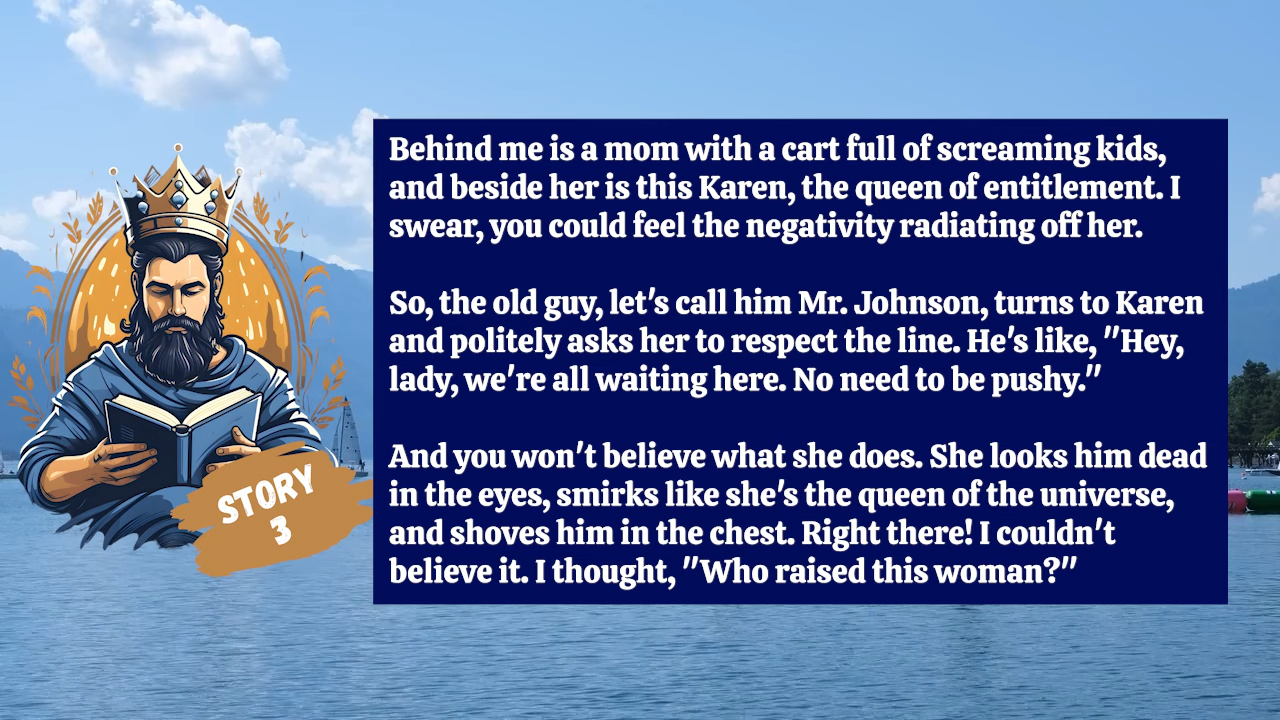 Behind me is a mom with a cart full of screaming kids,
and beside her is this Karen, the queen of entitlement. I
swear, you could feel the negativity radiating off her.
So, the old guy, let's call him Mr. Johnson, turns to Karen
and politely asks her to respect the line. He's like, "Hey,
lady, we're all waiting here. No need to be pushy."
And you won't believe what she does. She looks him dead
in the eyes, smirks like she's the queen of the universe,
and shoves him in the chest. Right there! I couldn't
believe it. I thought, "Who raised this woman?"
STORY
3